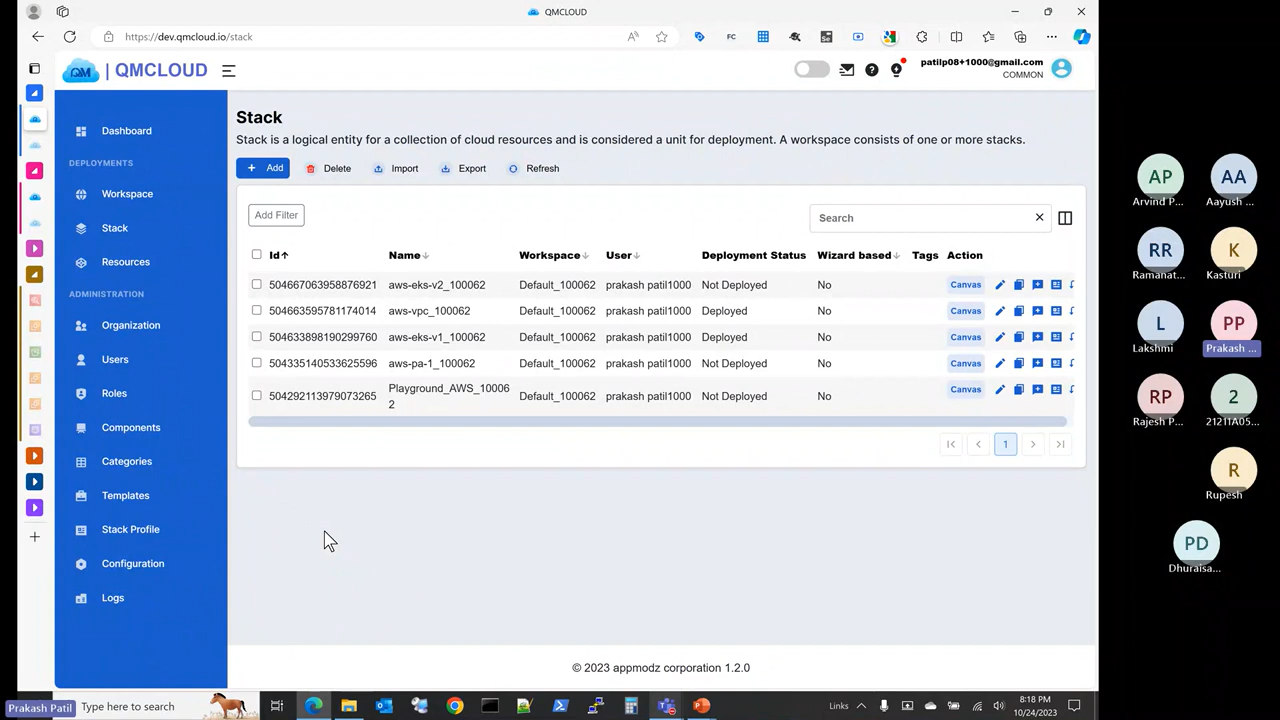 QMCLOUD
https://dev.qmcloud.io/stack
QM | QMCLOUD
patilp08+1000@gmail.com
COMMON
Dashboard
DEPLOYMENTS
Workspace
Stack
Resources
ADMINISTRATION
Organization
Users
Roles
Components
Categories
Templates
Stack Profile
Configuration
Logs
Stack
Stack is a logical entity for a collection of cloud resources and is considered a unit for deployment. A workspace consists of one or more stacks.
+ Add Delete Import Export Refresh
Add Filter
Search
Id Name Workspace User Deployment Status Wizard based Tags Action
504667063958876921 aws-eks-v2_100062 Default_100062 prakash patil1000 Not Deployed No Canvas
504663595781174014 aws-vpc_100062 Default_100062 prakash patil1000 Deployed No Canvas
504633898190299760 aws-eks-v1_100062 Default_100062 prakash patil1000 Not Deployed No Canvas
504335140533625596 aws-pa-1_100062 Default_100062 prakash patil1000 Not Deployed No Canvas
504292113979073265 Playground_AWS_10006
2 Default_100062 prakash patil1000 Not Deployed No Canvas
1
© 2023 appmodz corporation 1.2.0
AP
Arvind P...
AA
Aayush ...
RR
Ramanat...
K
Kasturi
L
Lakshmi
PP
Prakash ...
RP
Rajesh P...
2
21211A05...
R
Rupesh
PD
Dhuraisa...
Prakash Patil
Type here to search
Links
8:18 PM
10/24/2023